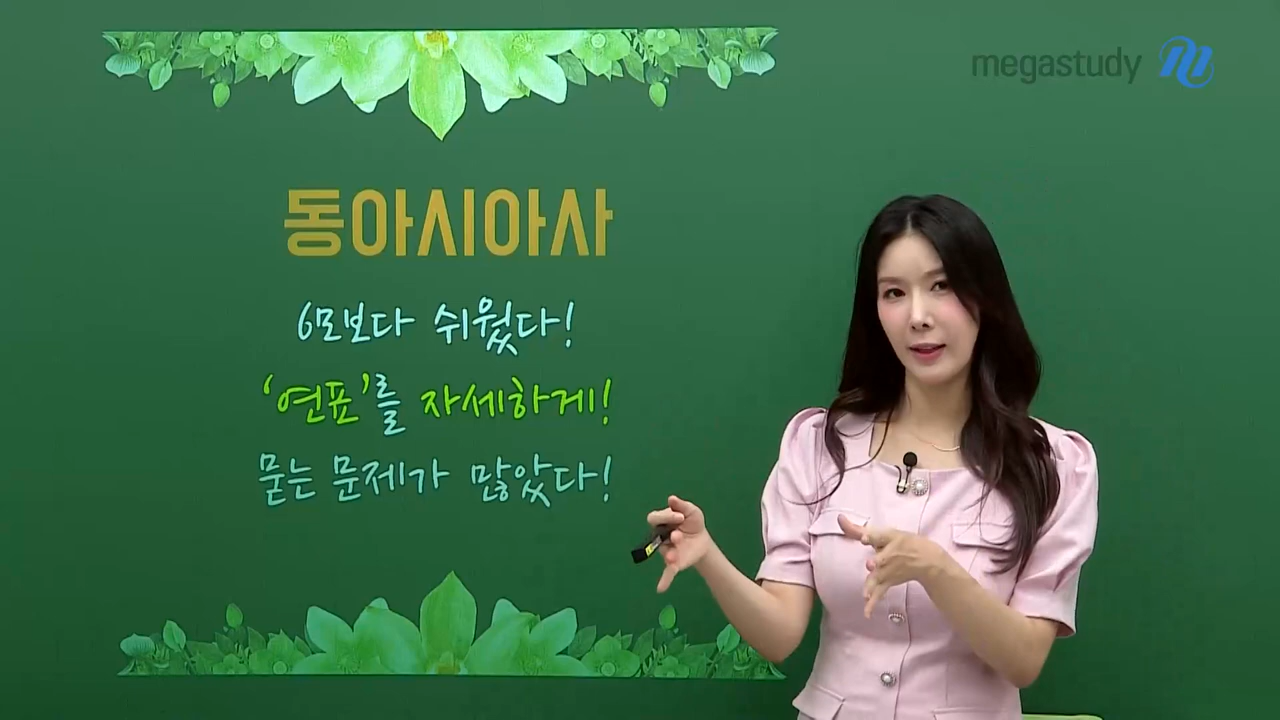 megastudy
동아시아사
6모보다 쉬웠다!
‘연표’를 자세하게!
묻는 문제가 많았다!